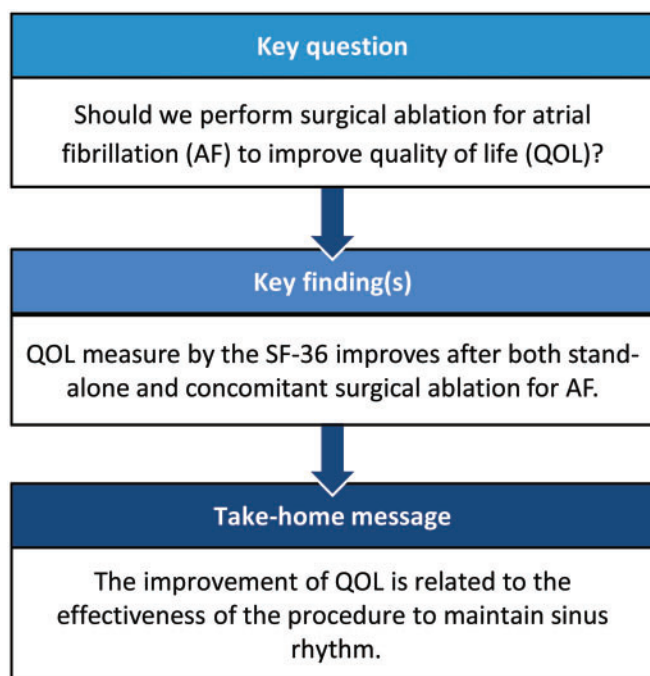 Key question
Should we perform surgical ablation for atrial
fibrillation (AF) to improve quality of life (QOL)?
Key finding(s)
QOL measure by the SF-36 improves after both stand-
alone and concomitant surgical ablation for AF.
Take-home message
The improvement of QOL is related to the
effectiveness of the procedure to maintain sinus
rhythm.